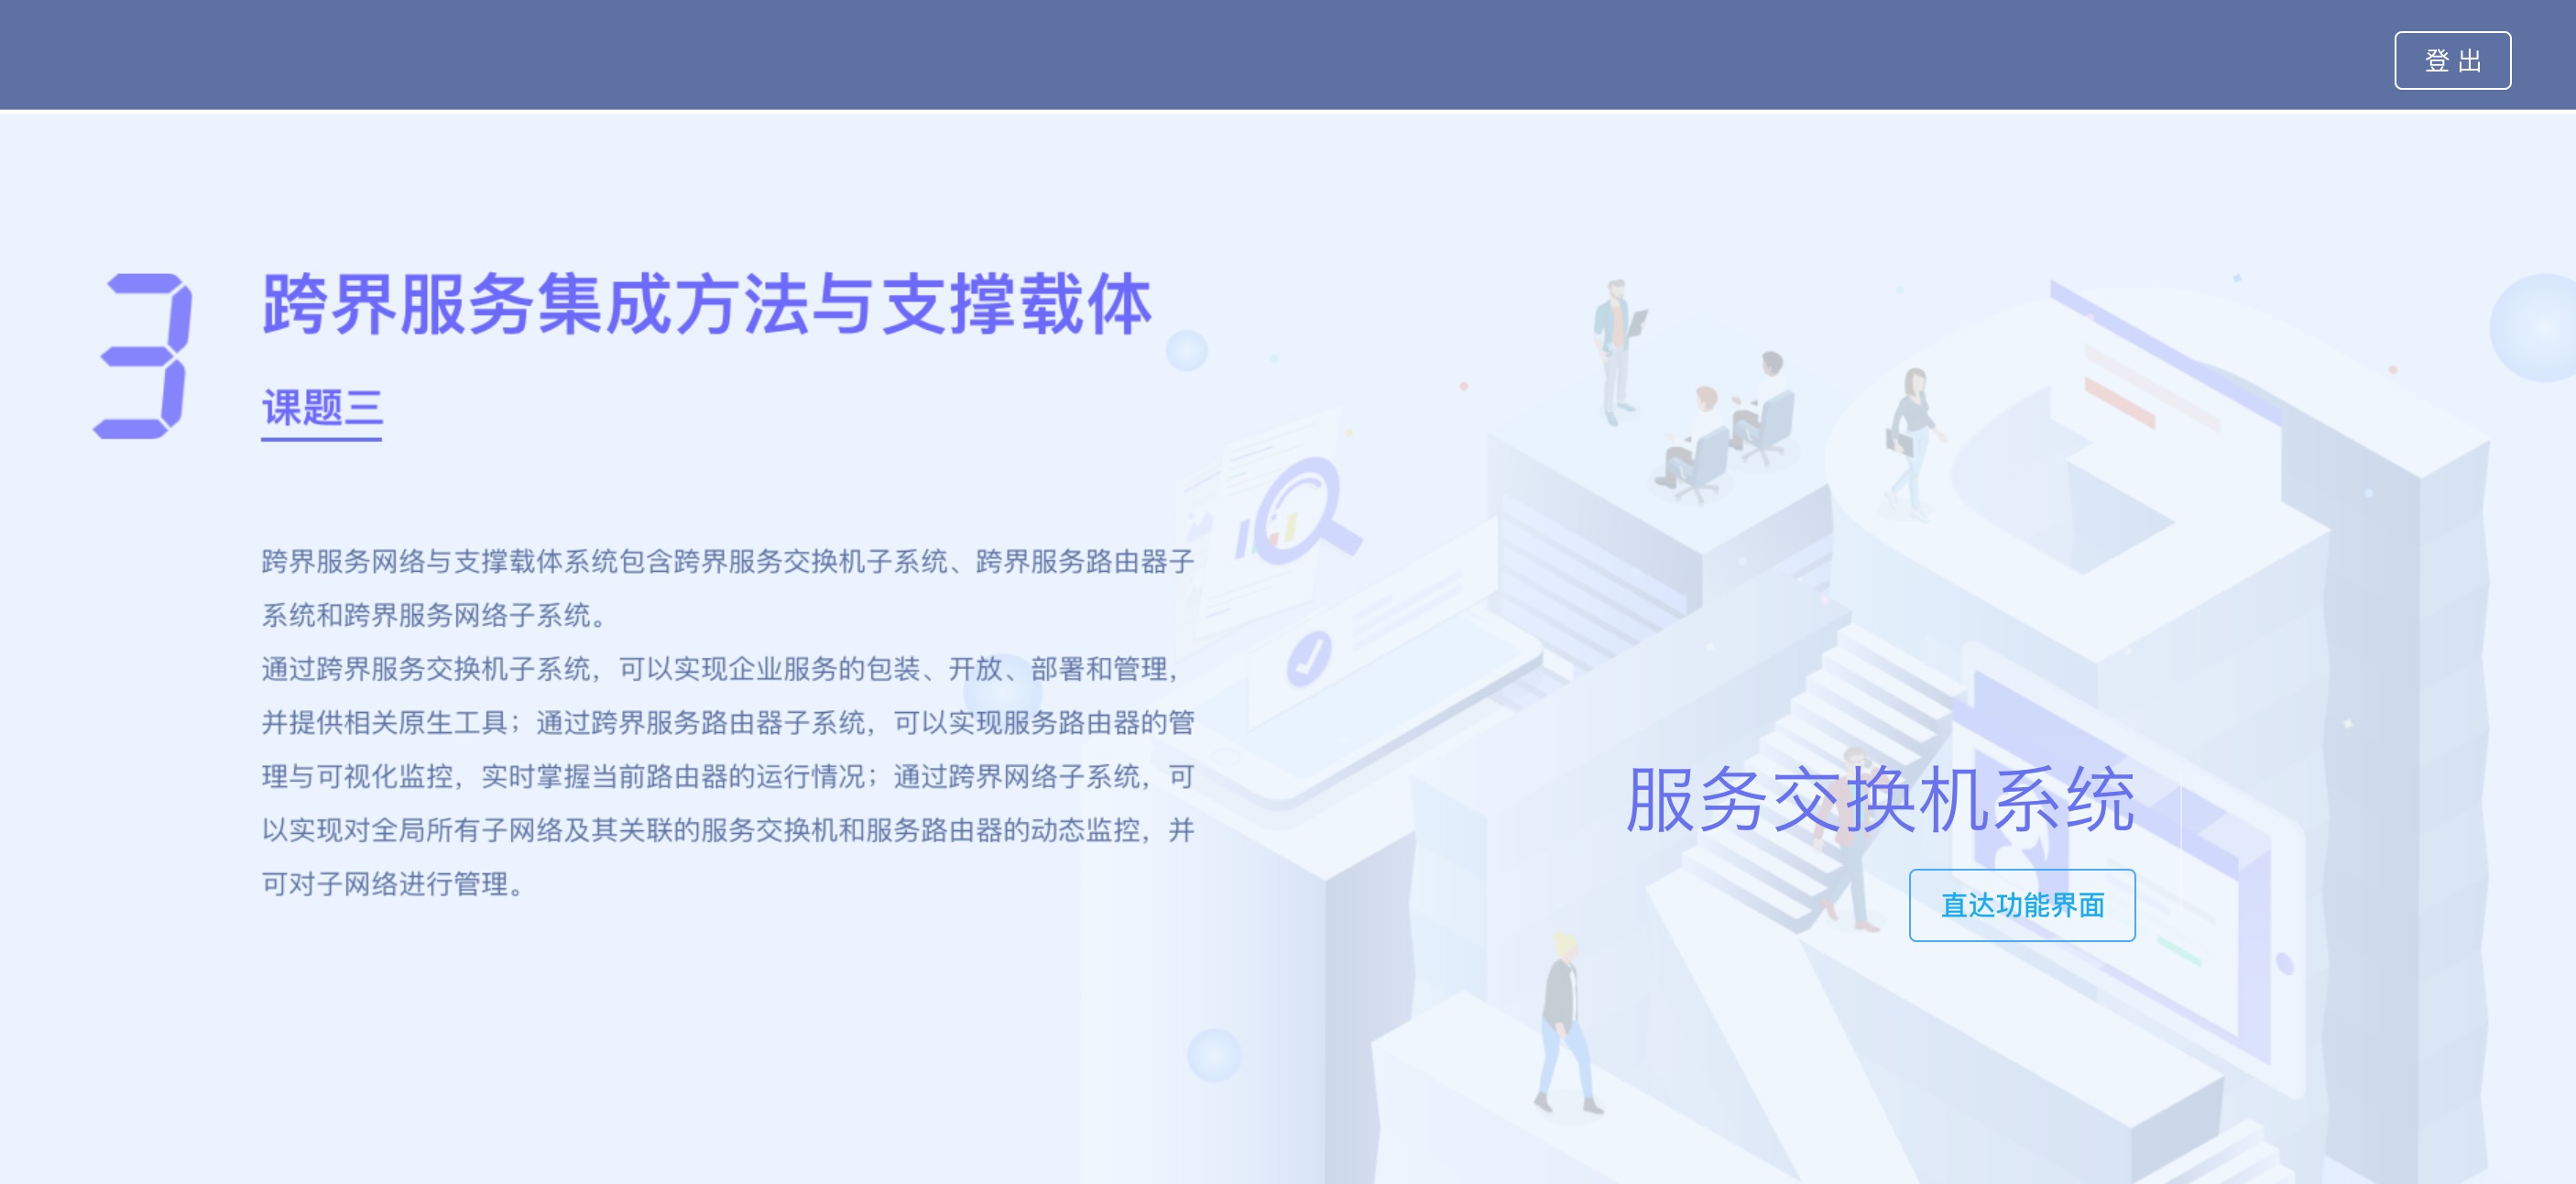 登 出
3
跨界服务集成方法与支撑载体
课题三
跨界服务网络与支撑载体系统包含跨界服务交换机子系统、跨界服务路由器子
系统和跨界服务网络子系统。
通过跨界服务交换机子系统，可以实现企业服务的包装、开放、部署和管理，
并提供相关原生工具；通过跨界服务路由器子系统，可以实现服务路由器的管
理与可视化监控，实时掌握当前路由器的运行情况；通过跨界网络子系统，可
以实现对全局所有子网络及其关联的服务交换机和服务路由器的动态监控，并
可对子网络进行管理。
服务交换机系统
直达功能界面